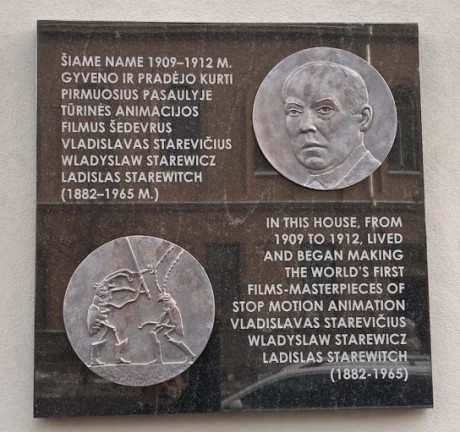 ŠIAME NAME 1909–1912 M.
GYVENO IR PRADĖJO KURTI
PIRMUOSIUS PASAULYJE
TŪRINĖS ANIMACIJOS
FILMUS ŠEDEVRUS
VLADISLAVAS STAREVIČIUS
WLADYSLAW STAREWICZ
LADISLAS STAREWITCH
(1882–1965 M.)
IN THIS HOUSE, FROM
1909 TO 1912, LIVED
AND BEGAN MAKING
THE WORLD'S FIRST
FILMS-MASTERPIECES OF
STOP MOTION ANIMATION
VLADISLAVAS STAREVIČIUS
WLADYSLAW STAREWICZ
LADISLAS STAREWITCH
(1882-1965)